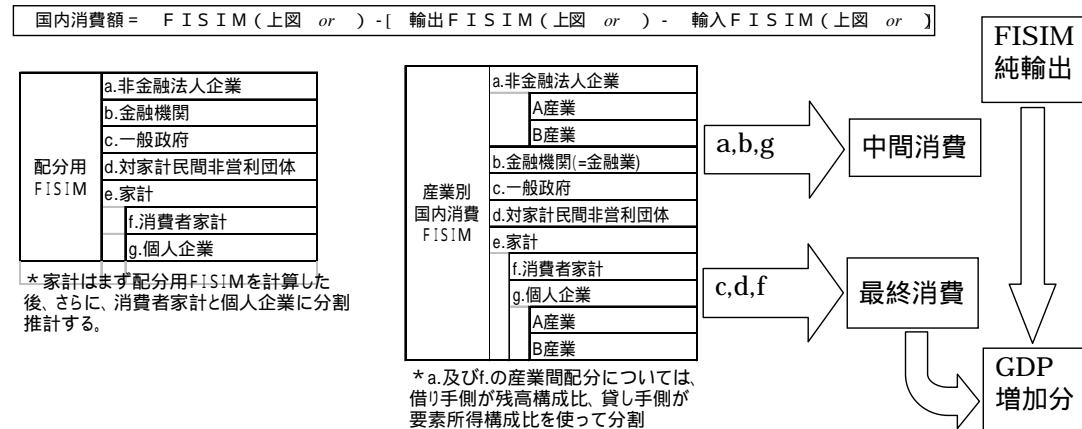 国内消費額＝　ＦＩＳＩＭ(上図 or )-[ 輸出ＦＩＳＩＭ(上図 or )- 輸入ＦＩＳＩＭ(上図 or )]
配分用
FISIM
a.非金融法人企業
b.金融機関
c.一般政府
d.対家計民間非営利団体
e.家計
f.消費者家計
g.個人企業
＊家計はまず配分用FISIMを計算した
後、さらに、消費者家計と個人企業に分割
推計する。
産業別
国内消費
FISIM
a.非金融法人企業
A産業
B産業
b.金融機関(=金融業)
c.一般政府
d.対家計民間非営利団体
e.家計
f.消費者家計
g.個人企業
A産業
B産業
＊a.及びf.の産業間配分については、
借り手側が残高構成比、貸し手側が
要素所得構成比を使って分割
a,b,g
中間消費
c,d,f
最終消費
FISIM
純輸出
GDP
増加分